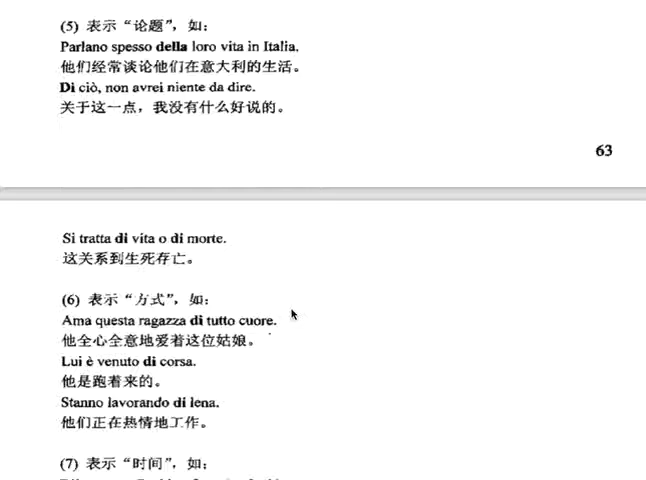 (5) 表示“论题”，如：
Parlano spesso della loro vita in Italia.
他们经常谈论他们在意大利的生活。
Di ciò, non avrei niente da dire.
关于这一点，我没有什么好说的。
63
Si tratta di vita o di morte.
这关系到生死存亡。
(6) 表示“方式”，如：
Ama questa ragazza di tutto cuore.
他全心全意地爱着这位姑娘。
Lui è venuto di corsa.
他是跑着来的。
Stanno lavorando di lena.
他们正在热情地工作。
(7) 表示“时间”，如：